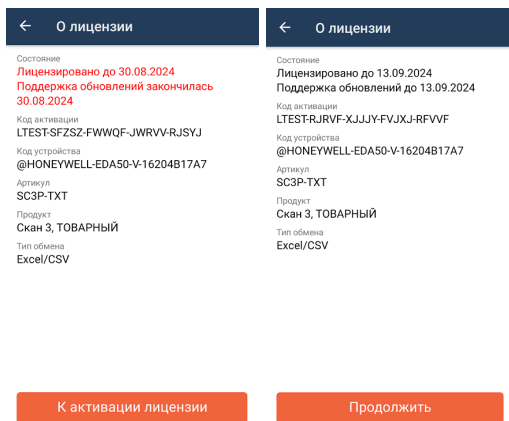 О лицензии
Состояние
Лицензировано до 30.08.2024
Поддержка обновлений закончилась
30.08.2024
Код активации
LTEST-SFZSZ-FWWQF-JWRVV-RJSYJ
Код устройства
@HONEYWELL-EDA50-V-16204B17A7
Артикул
SC3P-TXT
Продукт
Скан 3, ТОВАРНЫЙ
Тип обмена
Excel/CSV
К активации лицензии
О лицензии
Состояние
Лицензировано до 13.09.2024
Поддержка обновлений до 13.09.2024
Код активации
LTEST-RJRVF-XJJJY-FVJXJ-RFVVF
Код устройства
@HONEYWELL-EDA50-V-16204B17A7
Артикул
SC3P-TXT
Продукт
Скан 3, ТОВАРНЫЙ
Тип обмена
Excel/CSV
Продолжить